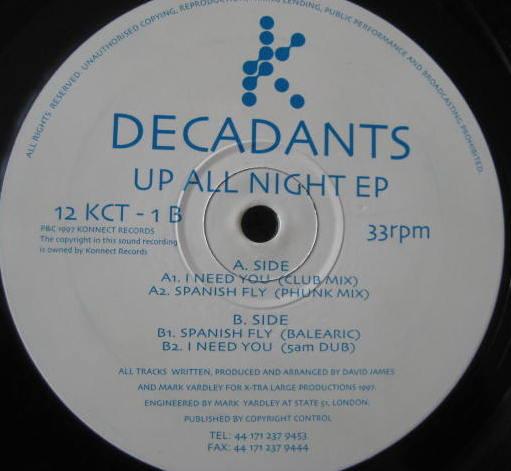 ALL RIGHTS RESERVED. UNAUTHORISED COPYING, REPRODUCTION, HIRING, LENDING, PUBLIC PERFORMANCE AND BROADCASTING PROHIBITED.
DECADANTS
UP ALL NIGHT EP
12 KCT - 1 B
33rpm
P&C 1997 KONNECT RECORDS
The copyright in this sound recording
is owned by Konnect Records
A. SIDE
A1. I NEED YOU (CLUB MIX)
A2. SPANISH FLY (PHUNK MIX)
B. SIDE
B1. SPANISH FLY (BALEARIC)
B2. I NEED YOU (5am DUB)
ALL TRACKS WRITTEN, PRODUCED AND ARRANGED BY DAVID JAMES
AND MARK YARDLEY FOR X-TRA LARGE PRODUCTIONS 1997.
ENGINEERED BY MARK YARDLEY AT STATE 51, LONDON.
PUBLISHED BY COPYRIGHT CONTROL
TEL: 44 171 237 9453
FAX: 44 171 237 9444